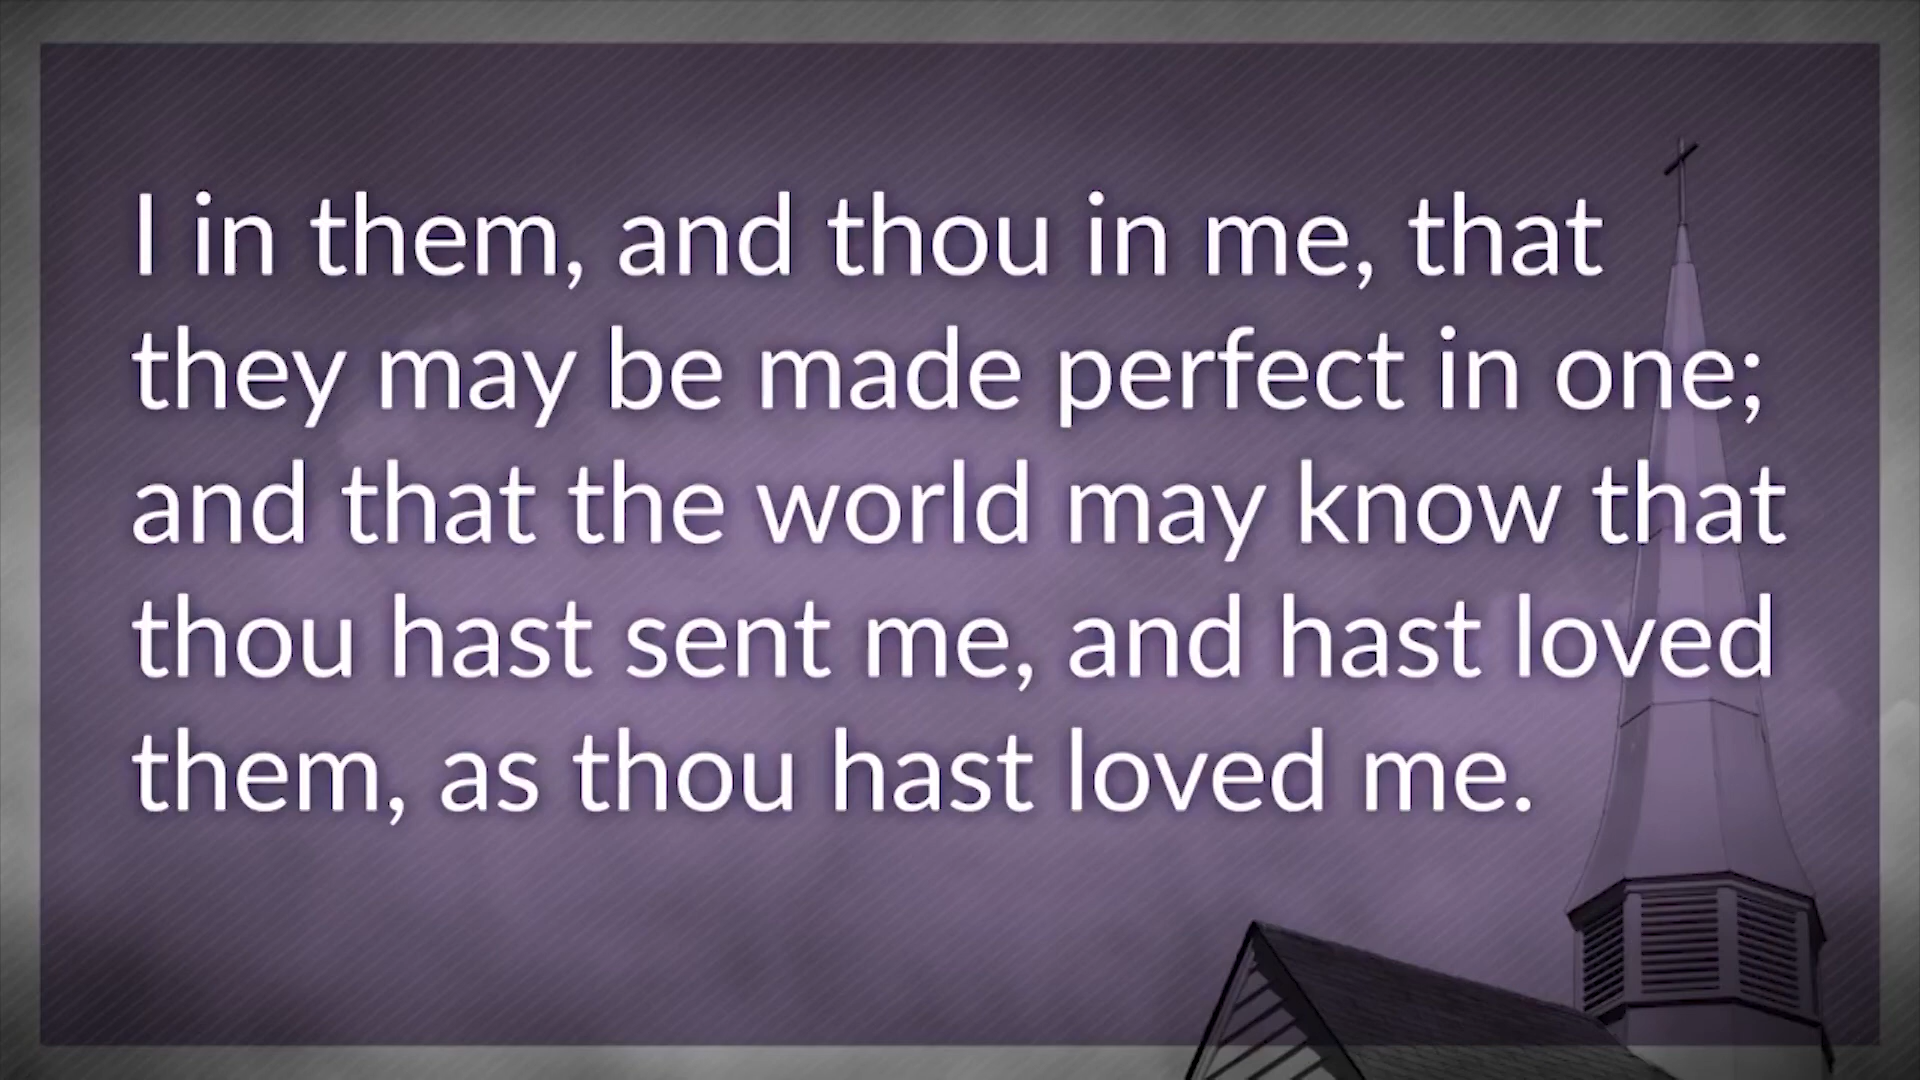 I in them, and thou in me, that
they may be made perfect in one;
and that the world may know that
thou hast sent me, and hast loved
them, as thou hast loved me.